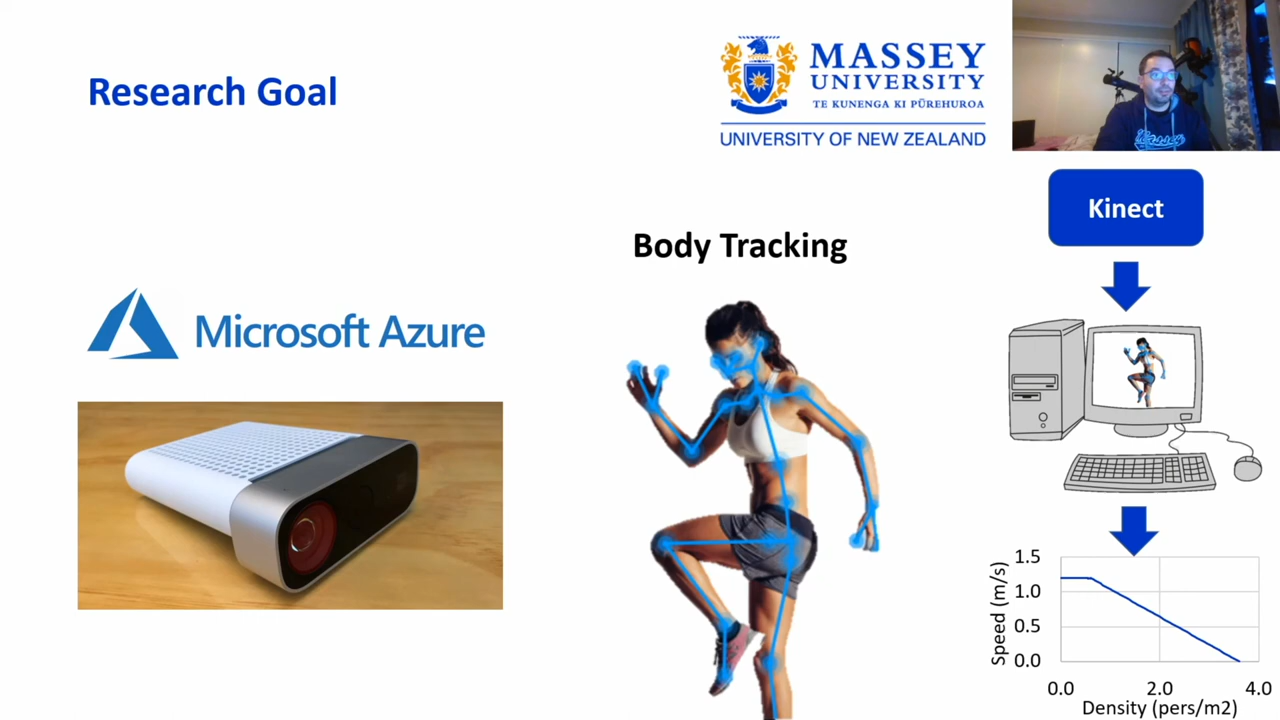 Research Goal
MASSEY
UNIVERSITY
TE KUNENGA KI PŪREHUROA
UNIVERSITY OF NEW ZEALAND
Massey
Kinect
Body Tracking
Microsoft Azure
Speed (m/s)
1.5
1.0
0.5
0.0
0.0 2.0 4.0
Density (pers/m2)